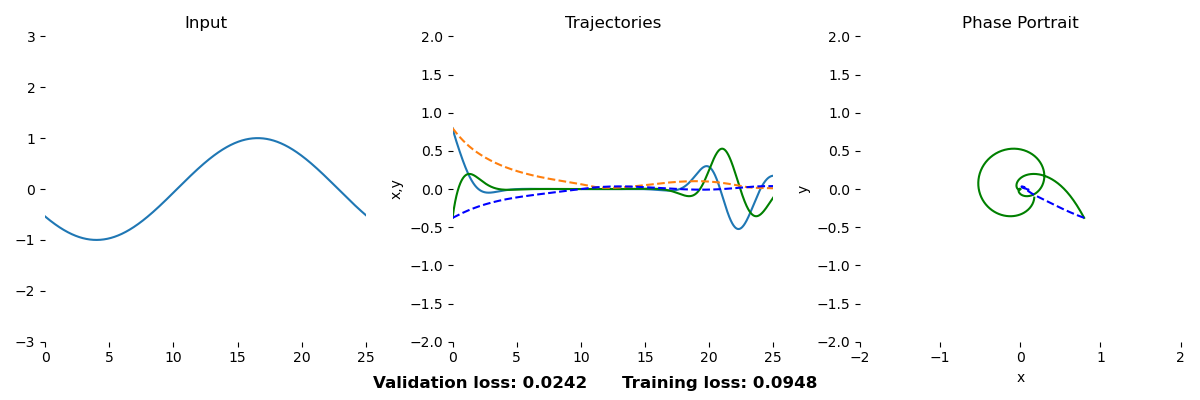 Input
3
2
1
0
−1
−2
−3
0 5 10 15 20 25
Trajectories
x,y
2.0
1.5
1.0
0.5
0.0
−0.5
−1.0
−1.5
−2.0
0 5 10 15 20 25
Phase Portrait
y
2.0
1.5
1.0
0.5
0.0
−0.5
−1.0
−1.5
−2.0
−2 −1 0 1 2
x
Validation loss: 0.0242 Training loss: 0.0948